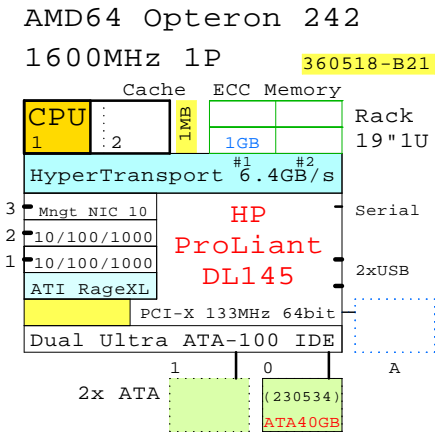 AMD64 Opteron 242
1600MHz 1P
360518-B21
Cache ECC Memory
CPU
1 2
1MB
1GB
Rack
19"1U
#1 #2
HyperTransport 6.4GB/s
3 Mngt NIC 10
2 10/100/1000
1 10/100/1000
ATI RageXL
HP
ProLiant
DL145
Serial
2xUSB
PCI-X 133MHz 64bit
Dual Ultra ATA-100 IDE
1 0 A
2x ATA
(230534)
ATA40GB